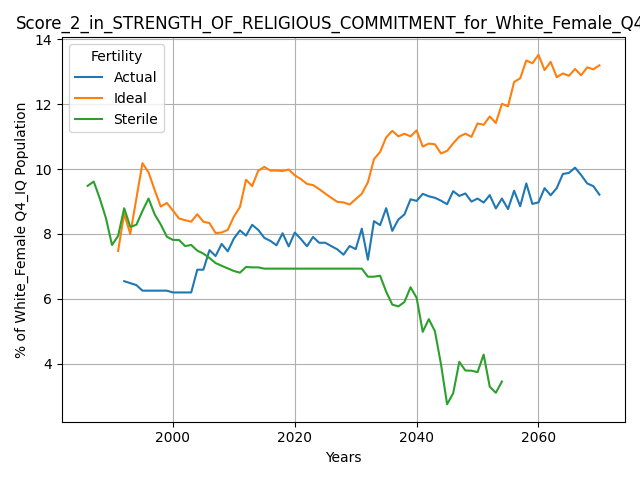 Score_2_in_STRENGTH_OF_RELIGIOUS_COMMITMENT_for_White_Female_Q4
Fertility
Actual
Ideal
Sterile
% of White_Female Q4_IQ Population
14
12
10
8
6
4
2000
2020
2040
2060
Years